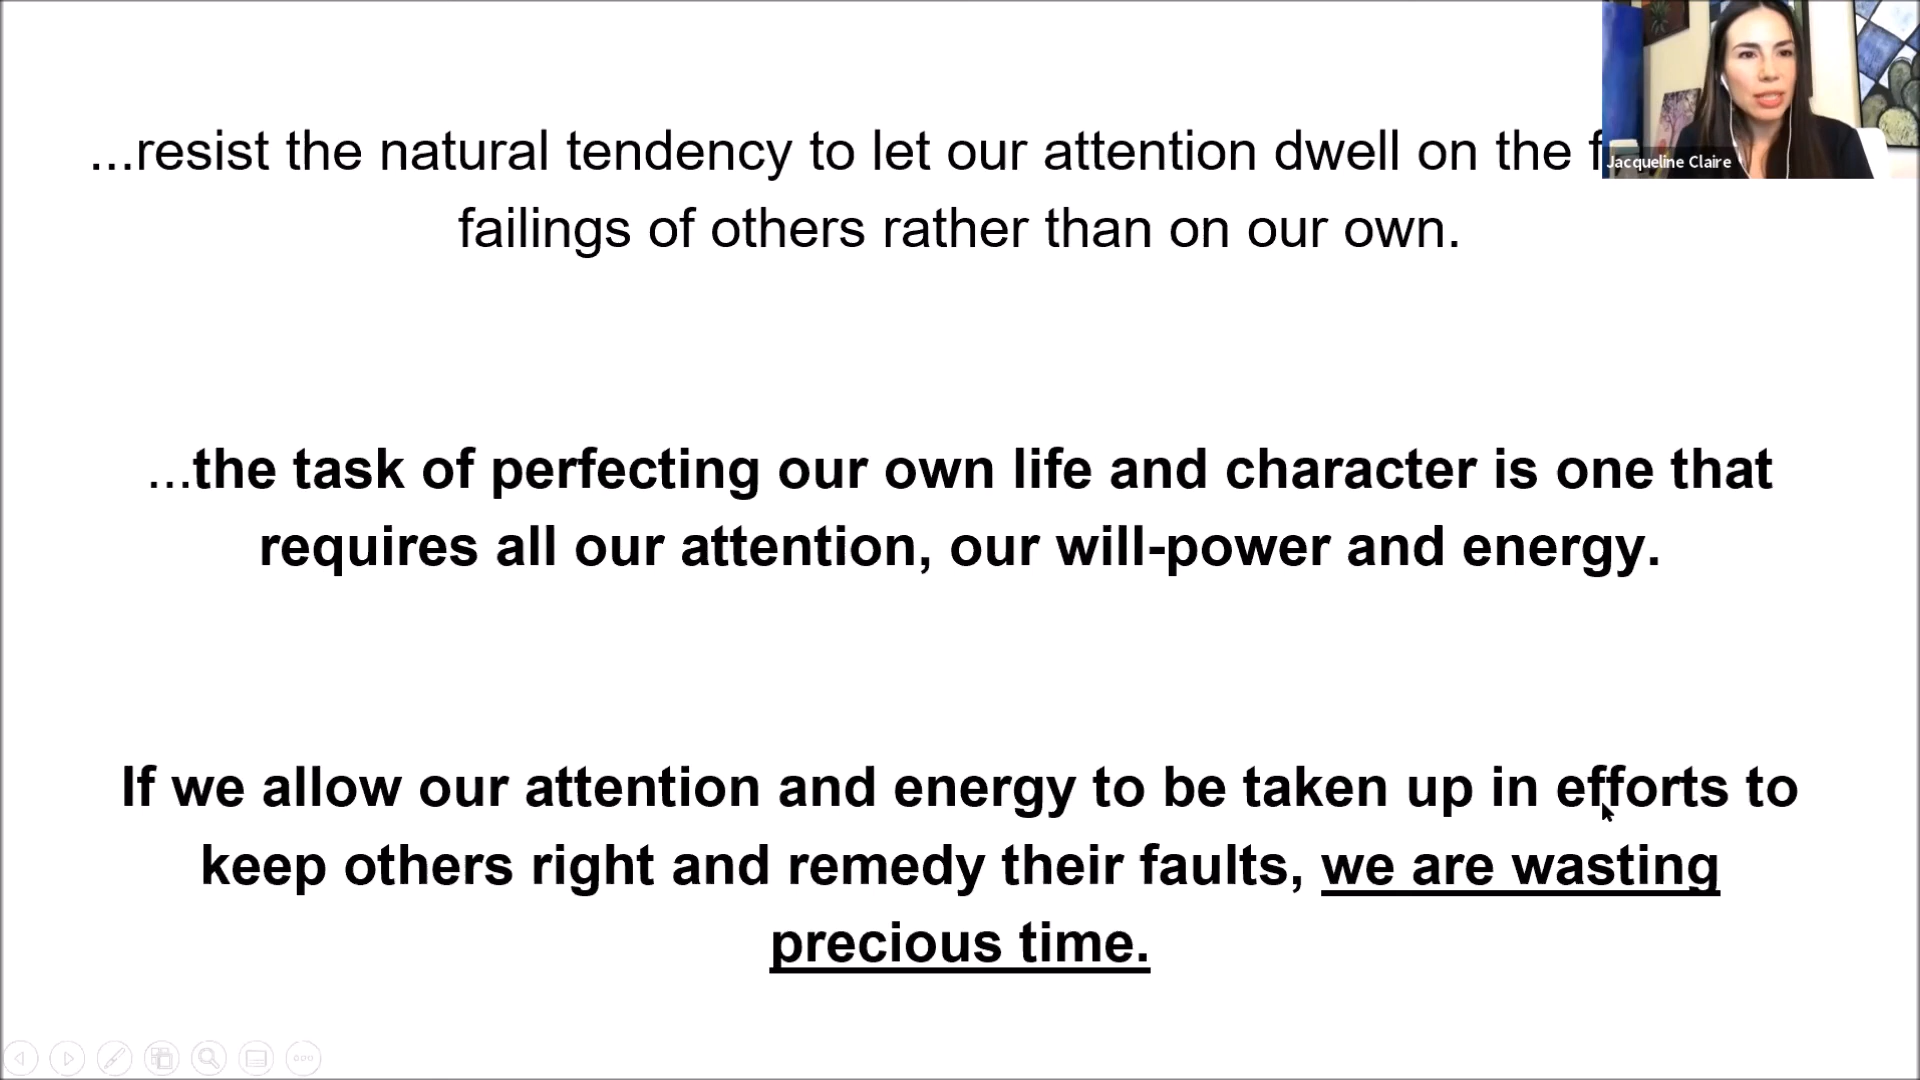 ...resist the natural tendency to let our attention dwell on the
failings of others rather than on our own.
...the task of perfecting our own life and character is one that
requires all our attention, our will-power and energy.
If we allow our attention and energy to be taken up in efforts to
keep others right and remedy their faults, we are wasting
precious time.
Jacqueline Claire